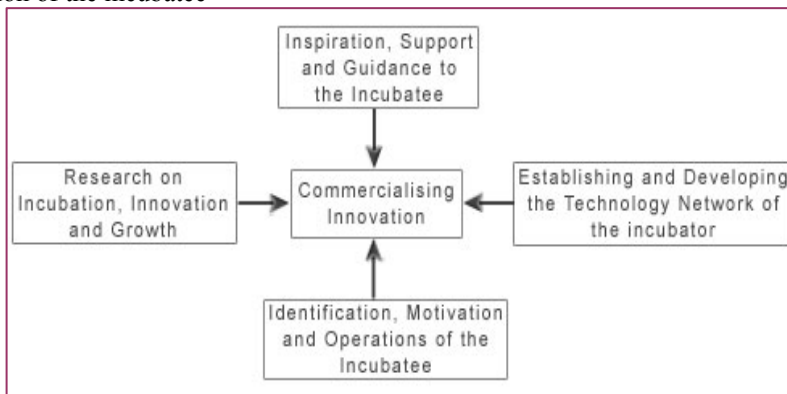 of the incubatee
Inspiration, Support
and Guidance to
the Incubatee
Research on
Incubation, Innovation
and Growth
Commercialising
Innovation
Establishing and Developing
the Technology Network of
the incubator
Identification, Motivation
and Operations of the
Incubatee